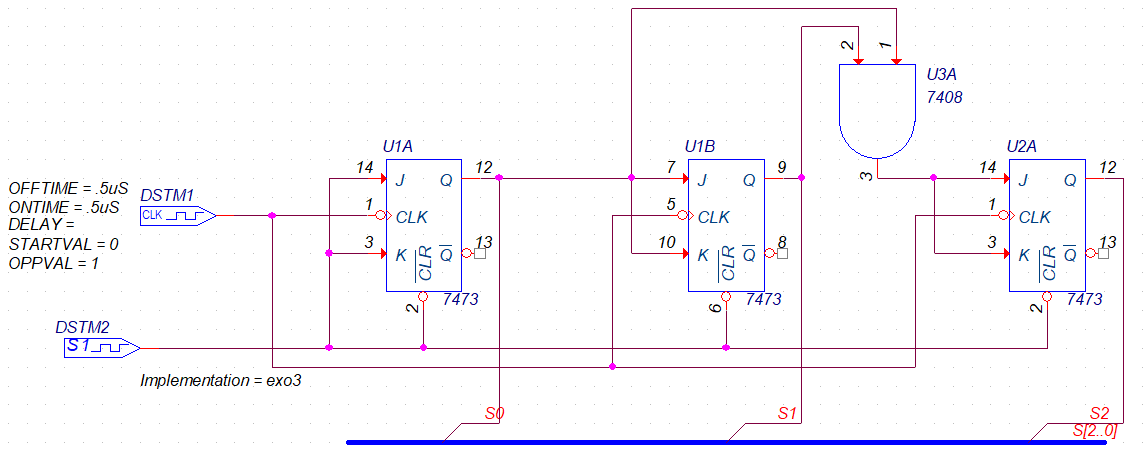 U3A
7408
2
1
3
U1A
14
J
Q
12
1
CLK
3
K
CLR
Q
13
2
7473
U1B
7
J
Q
9
5
CLK
10
K
CLR
Q
8
6
7473
U2A
14
J
Q
12
1
CLK
3
K
CLR
Q
13
2
7473
OFFTIME = .5uS
ONTIME = .5uS
DELAY =
STARTVAL = 0
OPPVAL = 1
DSTM1
CLK
DSTM2
S1
Implementation = exo3
S0
S1
S2
S[2..0]